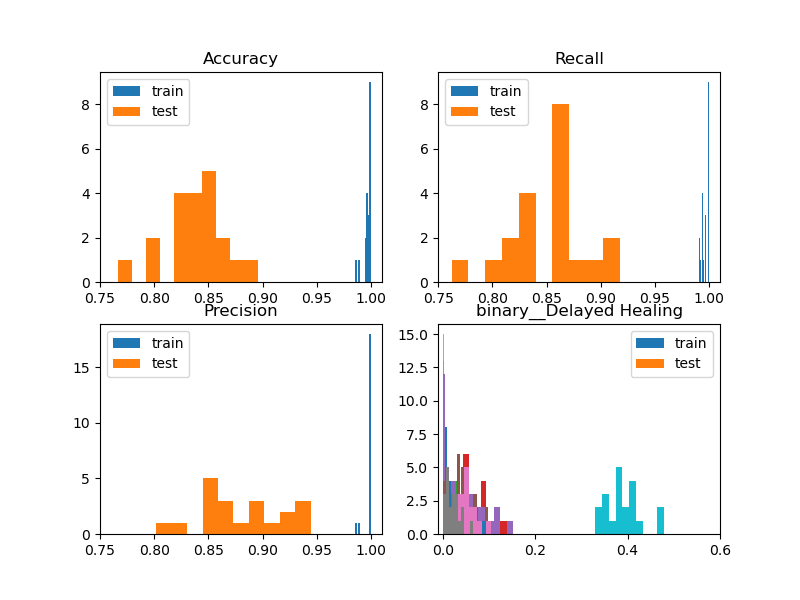 Accuracy
train
test
8
6
4
2
0
0.75 0.80 0.85 0.90 0.95 1.00
Recall
train
test
8
6
4
2
0
0.75 0.80 0.85 0.90 0.95 1.00
Precision
train
test
15
10
5
0
0.75 0.80 0.85 0.90 0.95 1.00
binary__Delayed Healing
train
test
15.0
12.5
10.0
7.5
5.0
2.5
0.0
0.0 0.2 0.4 0.6